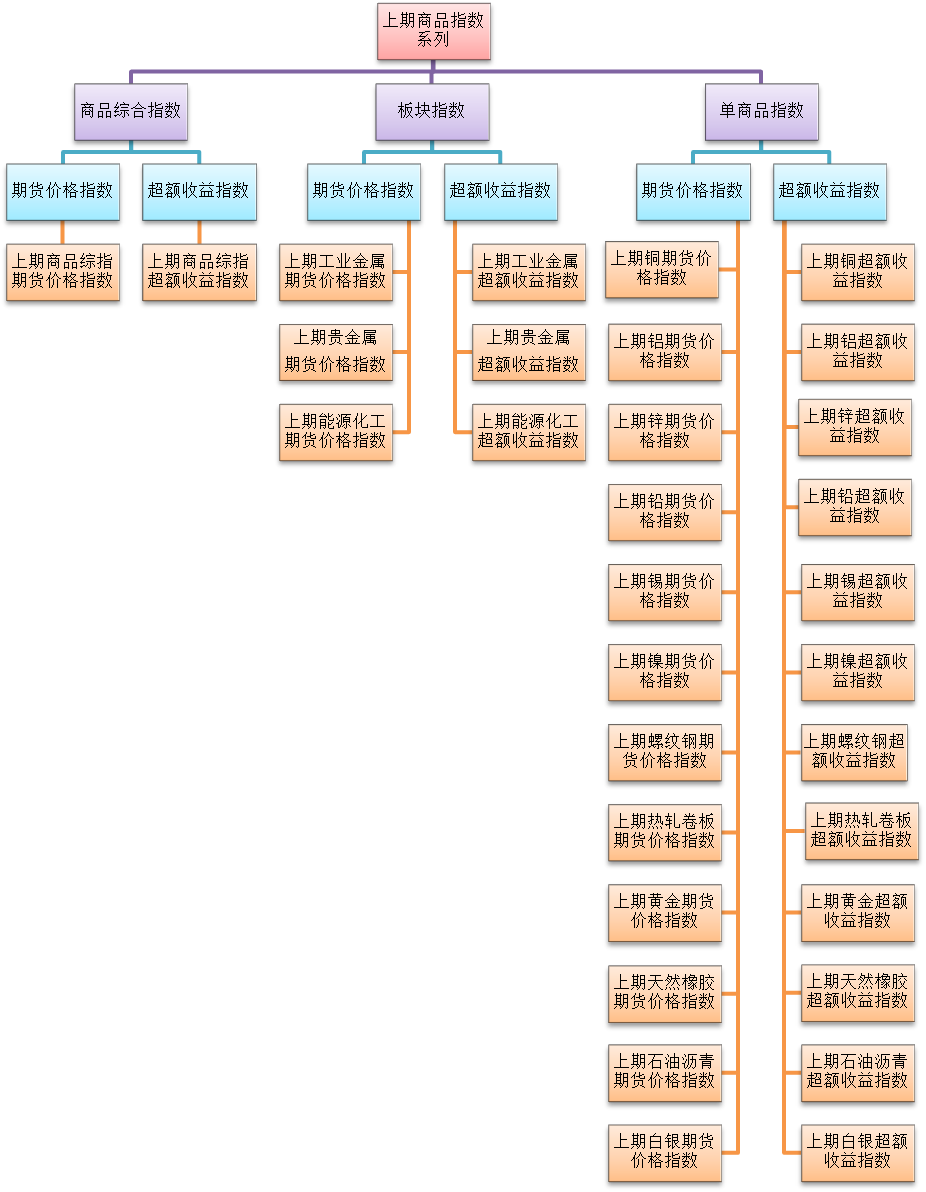 上期商品指数
系列
商品综合指数
板块指数
单商品指数
期货价格指数
超额收益指数
期货价格指数
超额收益指数
期货价格指数
超额收益指数
上期商品综指
期货价格指数
上期商品综指
超额收益指数
上期工业金属
期货价格指数
上期贵金属
期货价格指数
上期能源化工
期货价格指数
上期工业金属
超额收益指数
上期贵金属
超额收益指数
上期能源化工
超额收益指数
上期铜期货价
格指数
上期铝期货价
格指数
上期锌期货价
格指数
上期铅期货价
格指数
上期锡期货价
格指数
上期镍期货价
格指数
上期螺纹钢期
货价格指数
上期热轧卷板
期货价格指数
上期黄金期货
价格指数
上期天然橡胶
期货价格指数
上期石油沥青
期货价格指数
上期白银期货
价格指数
上期铜超额收
益指数
上期铝超额收
益指数
上期锌超额收
益指数
上期铅超额收
益指数
上期锡超额收
益指数
上期镍超额收
益指数
上期螺纹钢超
额收益指数
上期热轧卷板
超额收益指数
上期黄金超额
收益指数
上期天然橡胶
超额收益指数
上期石油沥青
超额收益指数
上期白银超额
收益指数